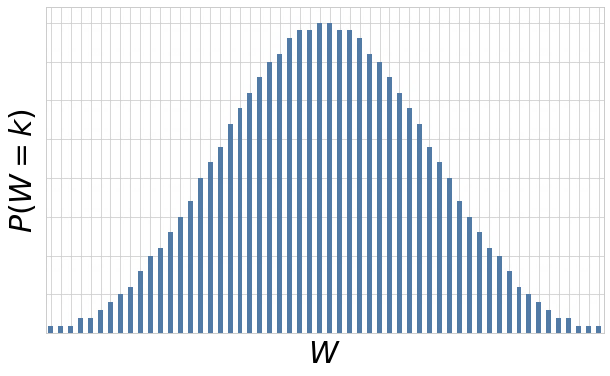 P(W = k)
W